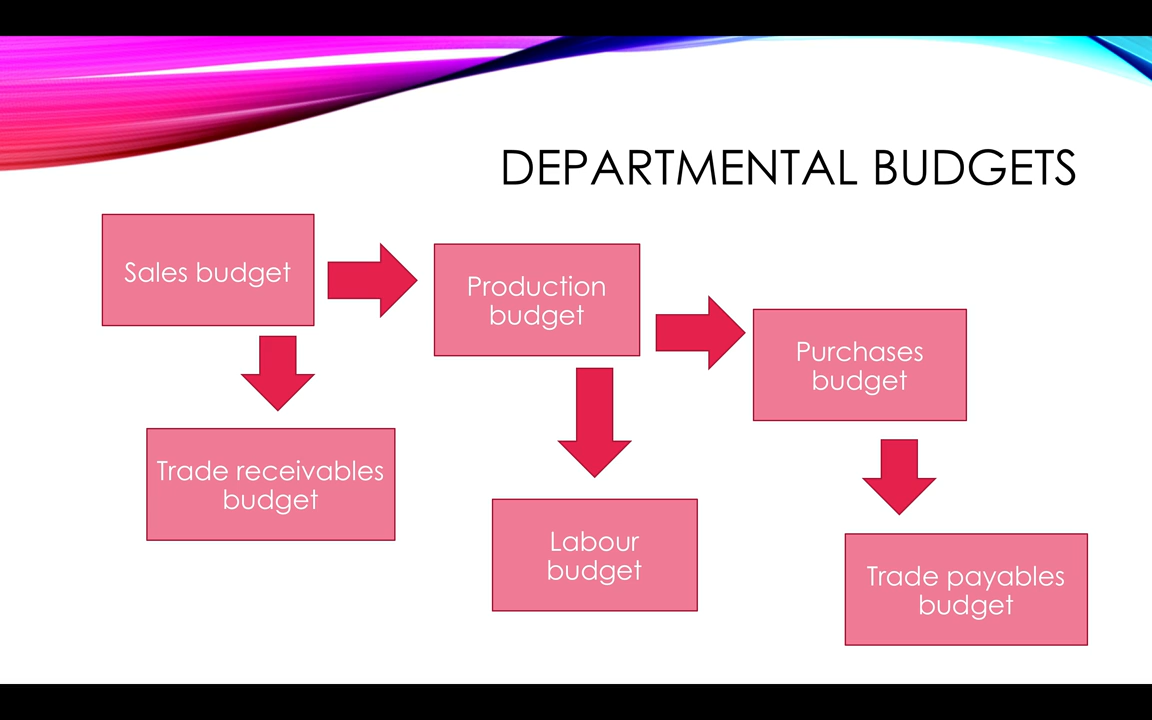 DEPARTMENTAL BUDGETS
Sales budget
Production
budget
Purchases
budget
Trade receivables
budget
Labour
budget
Trade payables
budget